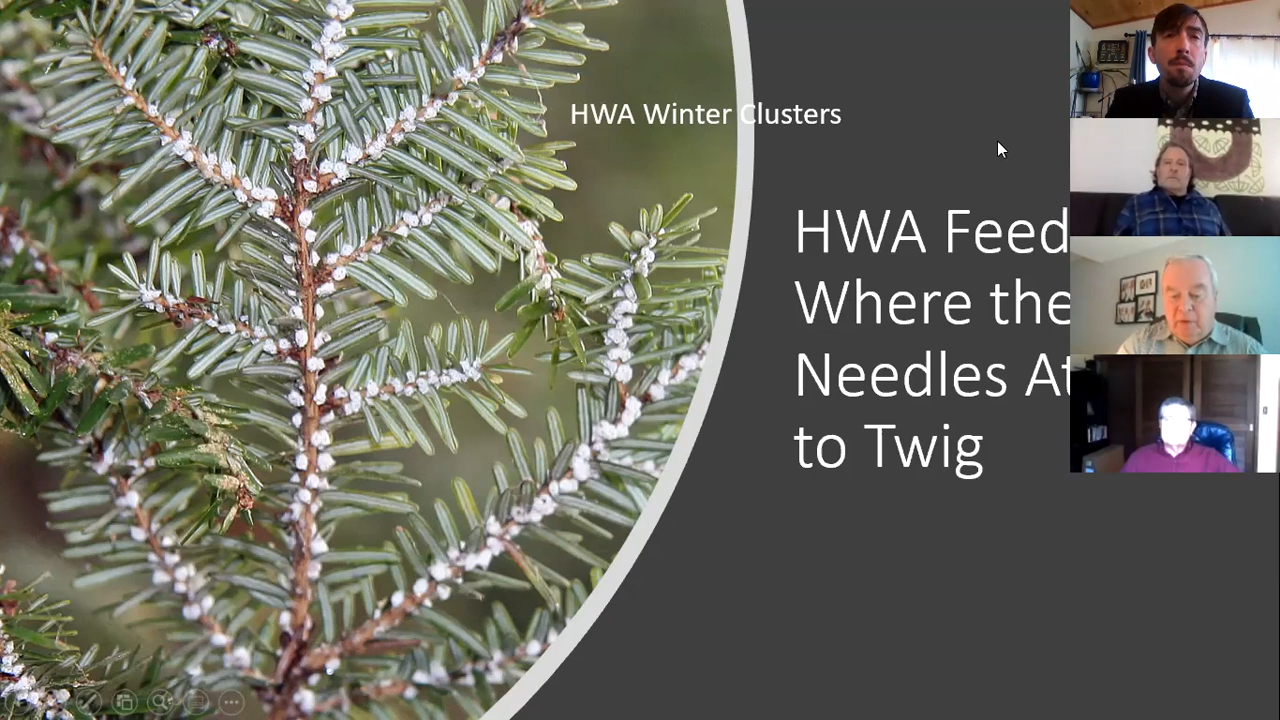 HWA Winter Clusters
HWA Feed
Where the
Needles At
to Twig